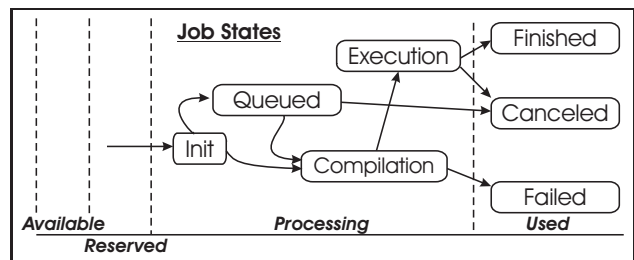 Job States
Finished
Execution
Queued
Canceled
Init
Compilation
Failed
Available
Processing
Used
Reserved